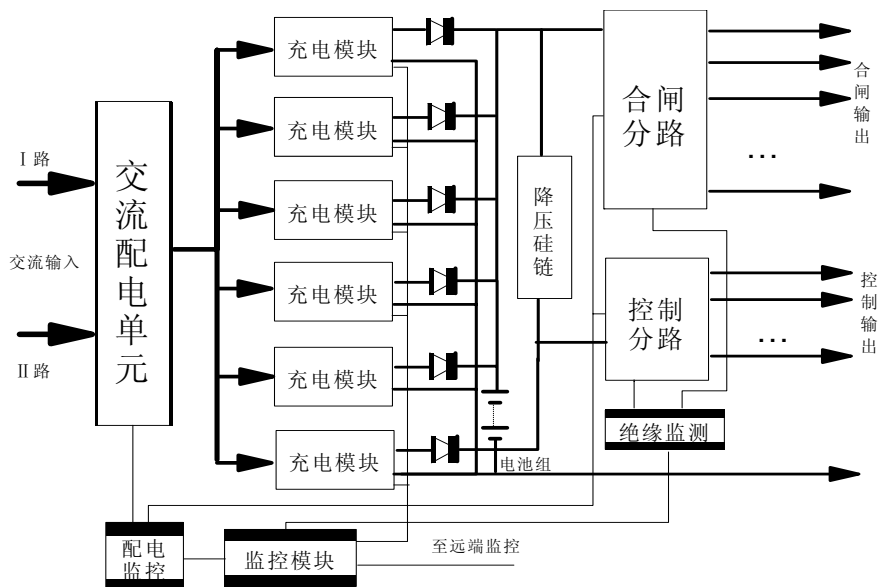 Ⅰ路
交流输入
Ⅱ路
交流配电单元
充电模块
充电模块
充电模块
充电模块
充电模块
充电模块
降压硅链
电池组
合闸
分路
合闸输出
...
控制
分路
控制输出
...
绝缘监测
配电
监控
监控模块
至远端监控